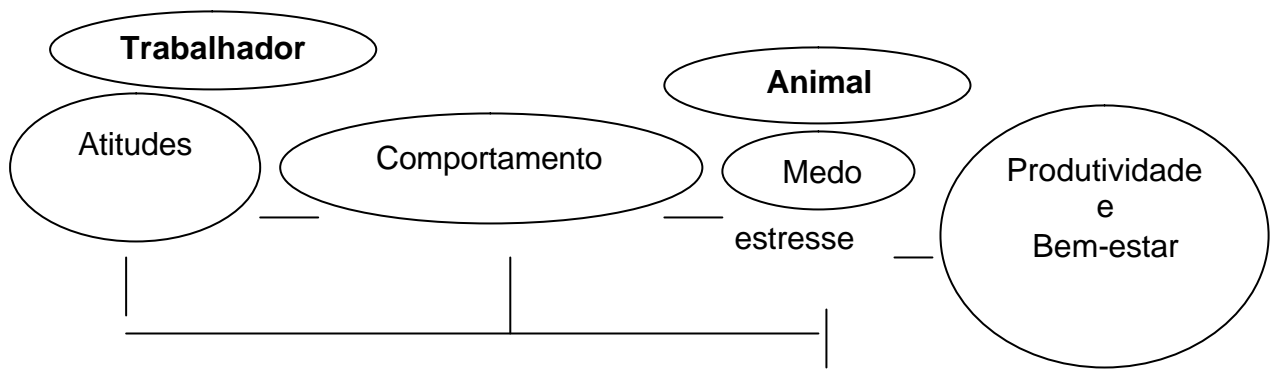 Trabalhador
Animal
Atitudes
Comportamento
Medo
estresse
Produtividade
e
Bem-estar